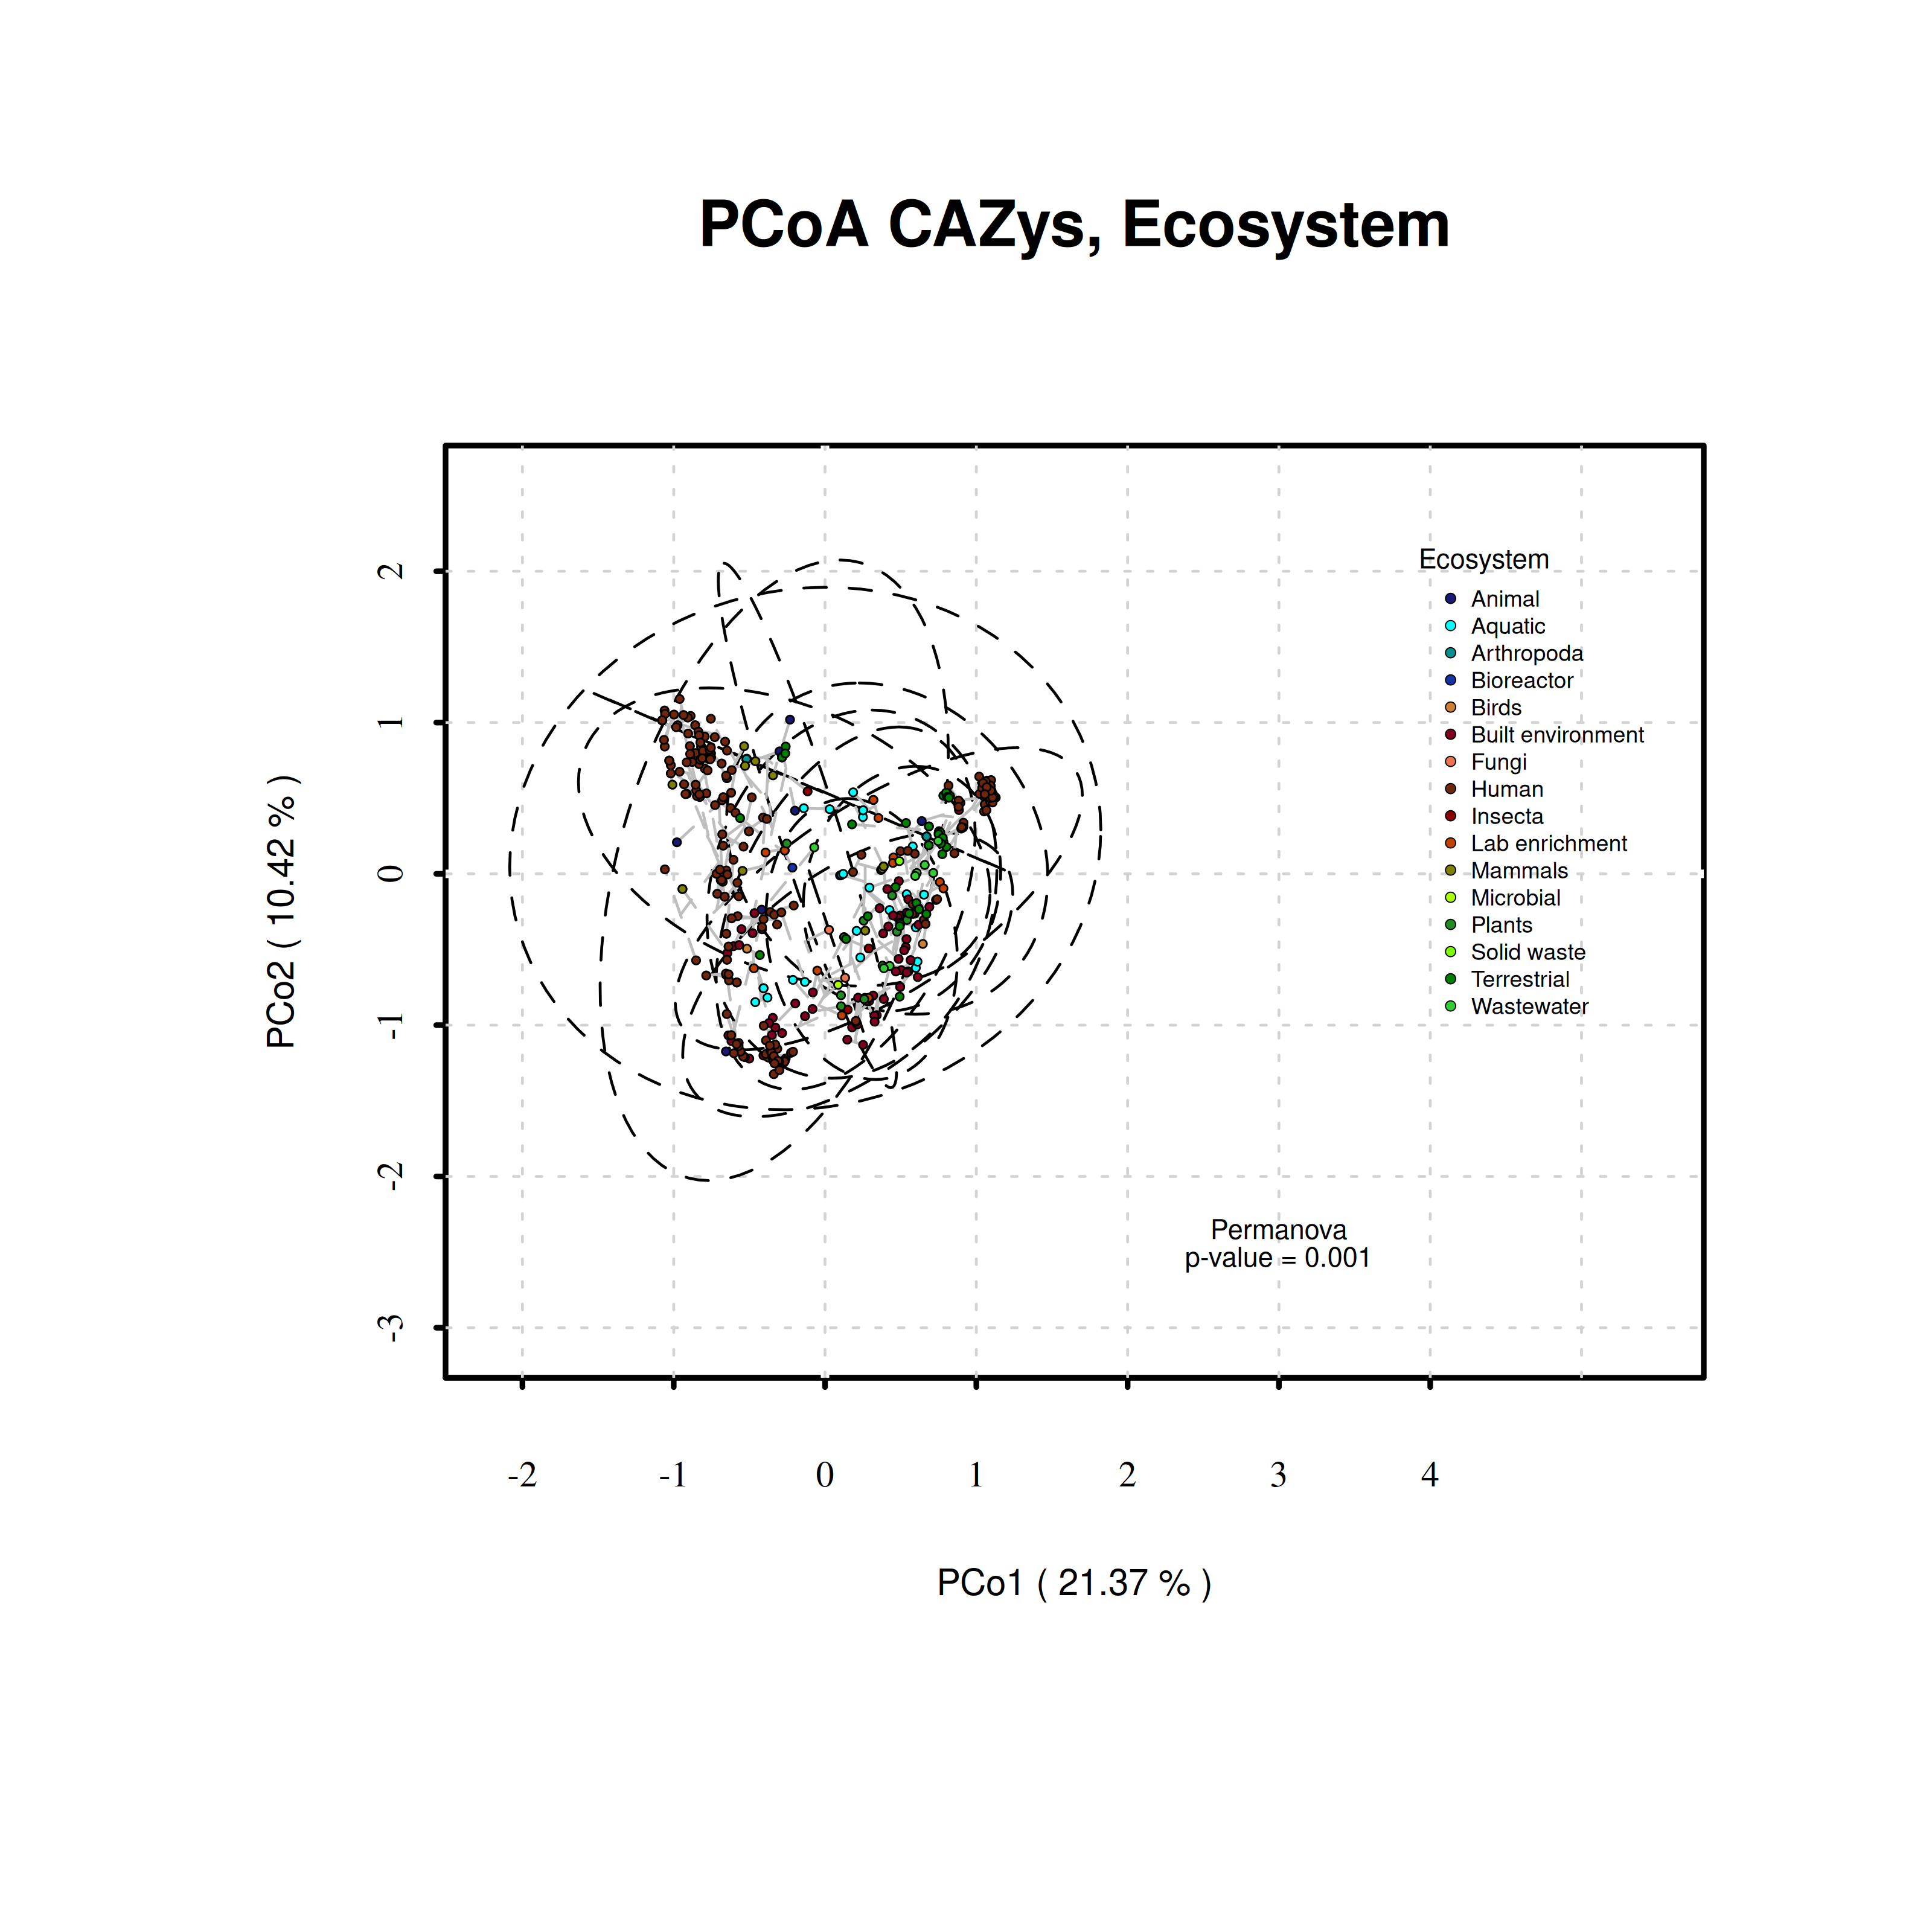 PCoA CAZys, Ecosystem
PCo2 ( 10.42 % )
2
1
0
-1
-2
-3
Ecosystem
Animal
Aquatic
Arthropoda
Bioreactor
Birds
Built environment
Fungi
Human
Insecta
Lab enrichment
Mammals
Microbial
Plants
Solid waste
Terrestrial
Wastewater
Permanova
p-value = 0.001
-2 -1 0 1 2 3 4
PCo1 ( 21.37 % )